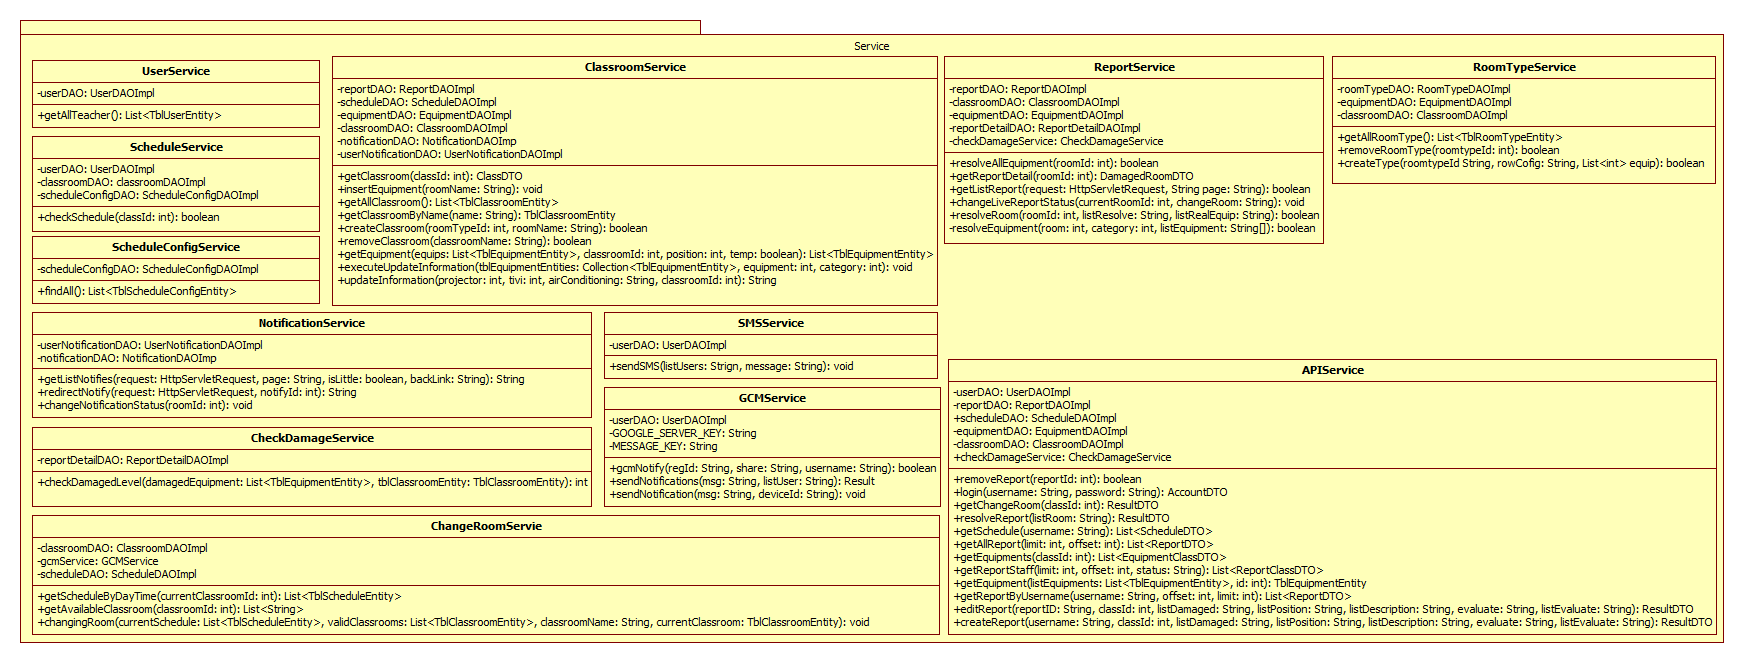 Service
UserService
-userDAO: UserDAOImpl
+getAllTeacher(): List<TblUserEntity>
ScheduleService
-userDAO: UserDAOImpl
-classroomDAO: classroomDAOImpl
-scheduleConfigDAO: ScheduleConfigDAOImpl
+checkSchedule(classId: int): boolean
ScheduleConfigService
-scheduleConfigDAO: ScheduleConfigDAOImpl
+findAll(): List<TblScheduleConfigEntity>
ClassroomService
-reportDAO: ReportDAOImpl
-scheduleDAO: ScheduleDAOImpl
-equipmentDAO: EquipmentDAOImpl
-classroomDAO: ClassroomDAOImpl
-notificationDAO: NotificationDAOImp
-userNotificationDAO: UserNotificationDAOImpl
+getClassroom(classId: int): ClassDTO
+insertEquipment(roomName: String): void
+getAllClassroom(): List<TblClassroomEntity>
+getClassroomByName(name: String): TblClassroomEntity
+createClassroom(roomTypeId: int, roomName: String): boolean
+removeClassroom(classroomName: String): boolean
+getEquipment(equips: List<TblEquipmentEntity>, classroomId: int, position: int, temp: boolean): List<TblEquipmentEntity>
+executeUpdateInformation(tblEquipmentEntities: Collection<TblEquipmentEntity>, equipment: int, category: int): void
+updateInformation(projector: int, tivi: int, airConditioning: String, classroomId: int): String
ReportService
-reportDAO: ReportDAOImpl
-classroomDAO: ClassroomDAOImpl
-equipmentDAO: EquipmentDAOImpl
-reportDetailDAO: ReportDetailDAOImpl
-checkDamageService: CheckDamageService
+resolveAllEquipment(roomId: int): boolean
+getReportDetail(roomId: int): DamagedRoomDTO
+getListReport(request: HttpServletRequest, String page: String): boolean
+changeLiveReportStatus(currentRoomId: int, changeRoom: String): void
+resolveRoom(roomId: int, listResolve: String, listRealEquip: String): boolean
-resolveEquipment(room: int, category: int, listEquipment: String[]): boolean
RoomTypeService
-roomTypeDAO: RoomTypeDAOImpl
-equipmentDAO: EquipmentDAOImpl
-classroomDAO: ClassroomDAOImpl
+getAllRoomType(): List<TblRoomTypeEntity>
+removeRoomType(roomtypeId: int): boolean
+createType(roomtypeId String, rowCofig: String, List<int> equip): boolean
NotificationService
-userNotificationDAO: UserNotificationDAOImpl
-notificationDAO: NotificationDAOImp
+getListNotifies(request: HttpServletRequest, page: String, isLittle: boolean, backLink: String): String
+redirectNotify(request: HttpServletRequest, notifyId: int): String
+changeNotificationStatus(roomId: int): void
SMSService
-userDAO: UserDAOImpl
+sendSMS(listUsers: Strign, message: String): void
CheckDamageService
-reportDetailDAO: ReportDetailDAOImpl
+checkDamagedLevel(damagedEquipment: List<TblEquipmentEntity>, tblClassroomEntity: TblClassroomEntity): int
GCMService
-userDAO: UserDAOImpl
-GOOGLE_SERVER_KEY: String
-MESSAGE_KEY: String
+gcmNotify(regId: String, share: String, username: String): boolean
+sendNotifications(msg: String, listUser: String): Result
+sendNotification(msg: String, deviceId: String): void
ChangeRoomServie
-classroomDAO: ClassroomDAOImpl
-gcmService: GCMService
-scheduleDAO: ScheduleDAOImpl
+getScheduleByDayTime(currentClassroomId: int): List<TblScheduleEntity>
+getAvailableClassroom(classroomId: int): List<String>
+changingRoom(currentSchedule: List<TblScheduleEntity>, validClassrooms: List<TblClassroomEntity>, classroomName: String, currentClassroom: TblClassroomEntity): void
APIService
-userDAO: UserDAOImpl
-reportDAO: ReportDAOImpl
+scheduleDAO: ScheduleDAOImpl
-equipmentDAO: EquipmentDAOImpl
-classroomDAO: ClassroomDAOImpl
+checkDamageService: CheckDamageService
+removeReport(reportId: int): boolean
+login(username: String, password: String): AccountDTO
+getChangeRoom(classId: int): ResultDTO
+resolveReport(listRoom: String): ResultDTO
+getSchedule(username: String): List<ScheduleDTO>
+getAllReport(limit: int, offset: int): List<ReportDTO>
+getEquipments(classId: int): List<EquipmentClassDTO>
+getReportStaff(limit: int, offset: int, status: String): List<ReportClassDTO>
+getEquipment(listEquipments: List<TblEquipmentEntity>, id: int): TblEquipmentEntity
+getReportByUsername(username: String, offset: int, limit: int): List<ReportDTO>
+editReport(reportID: String, classId: int, listDamaged: String, listPosition: String, listDescription: String, evaluate: String, listEvaluate: String): ResultDTO
+createReport(username: String, classId: int, listDamaged: String, listPosition: String, listDescription: String, evaluate: String, listEvaluate: String): ResultDTO